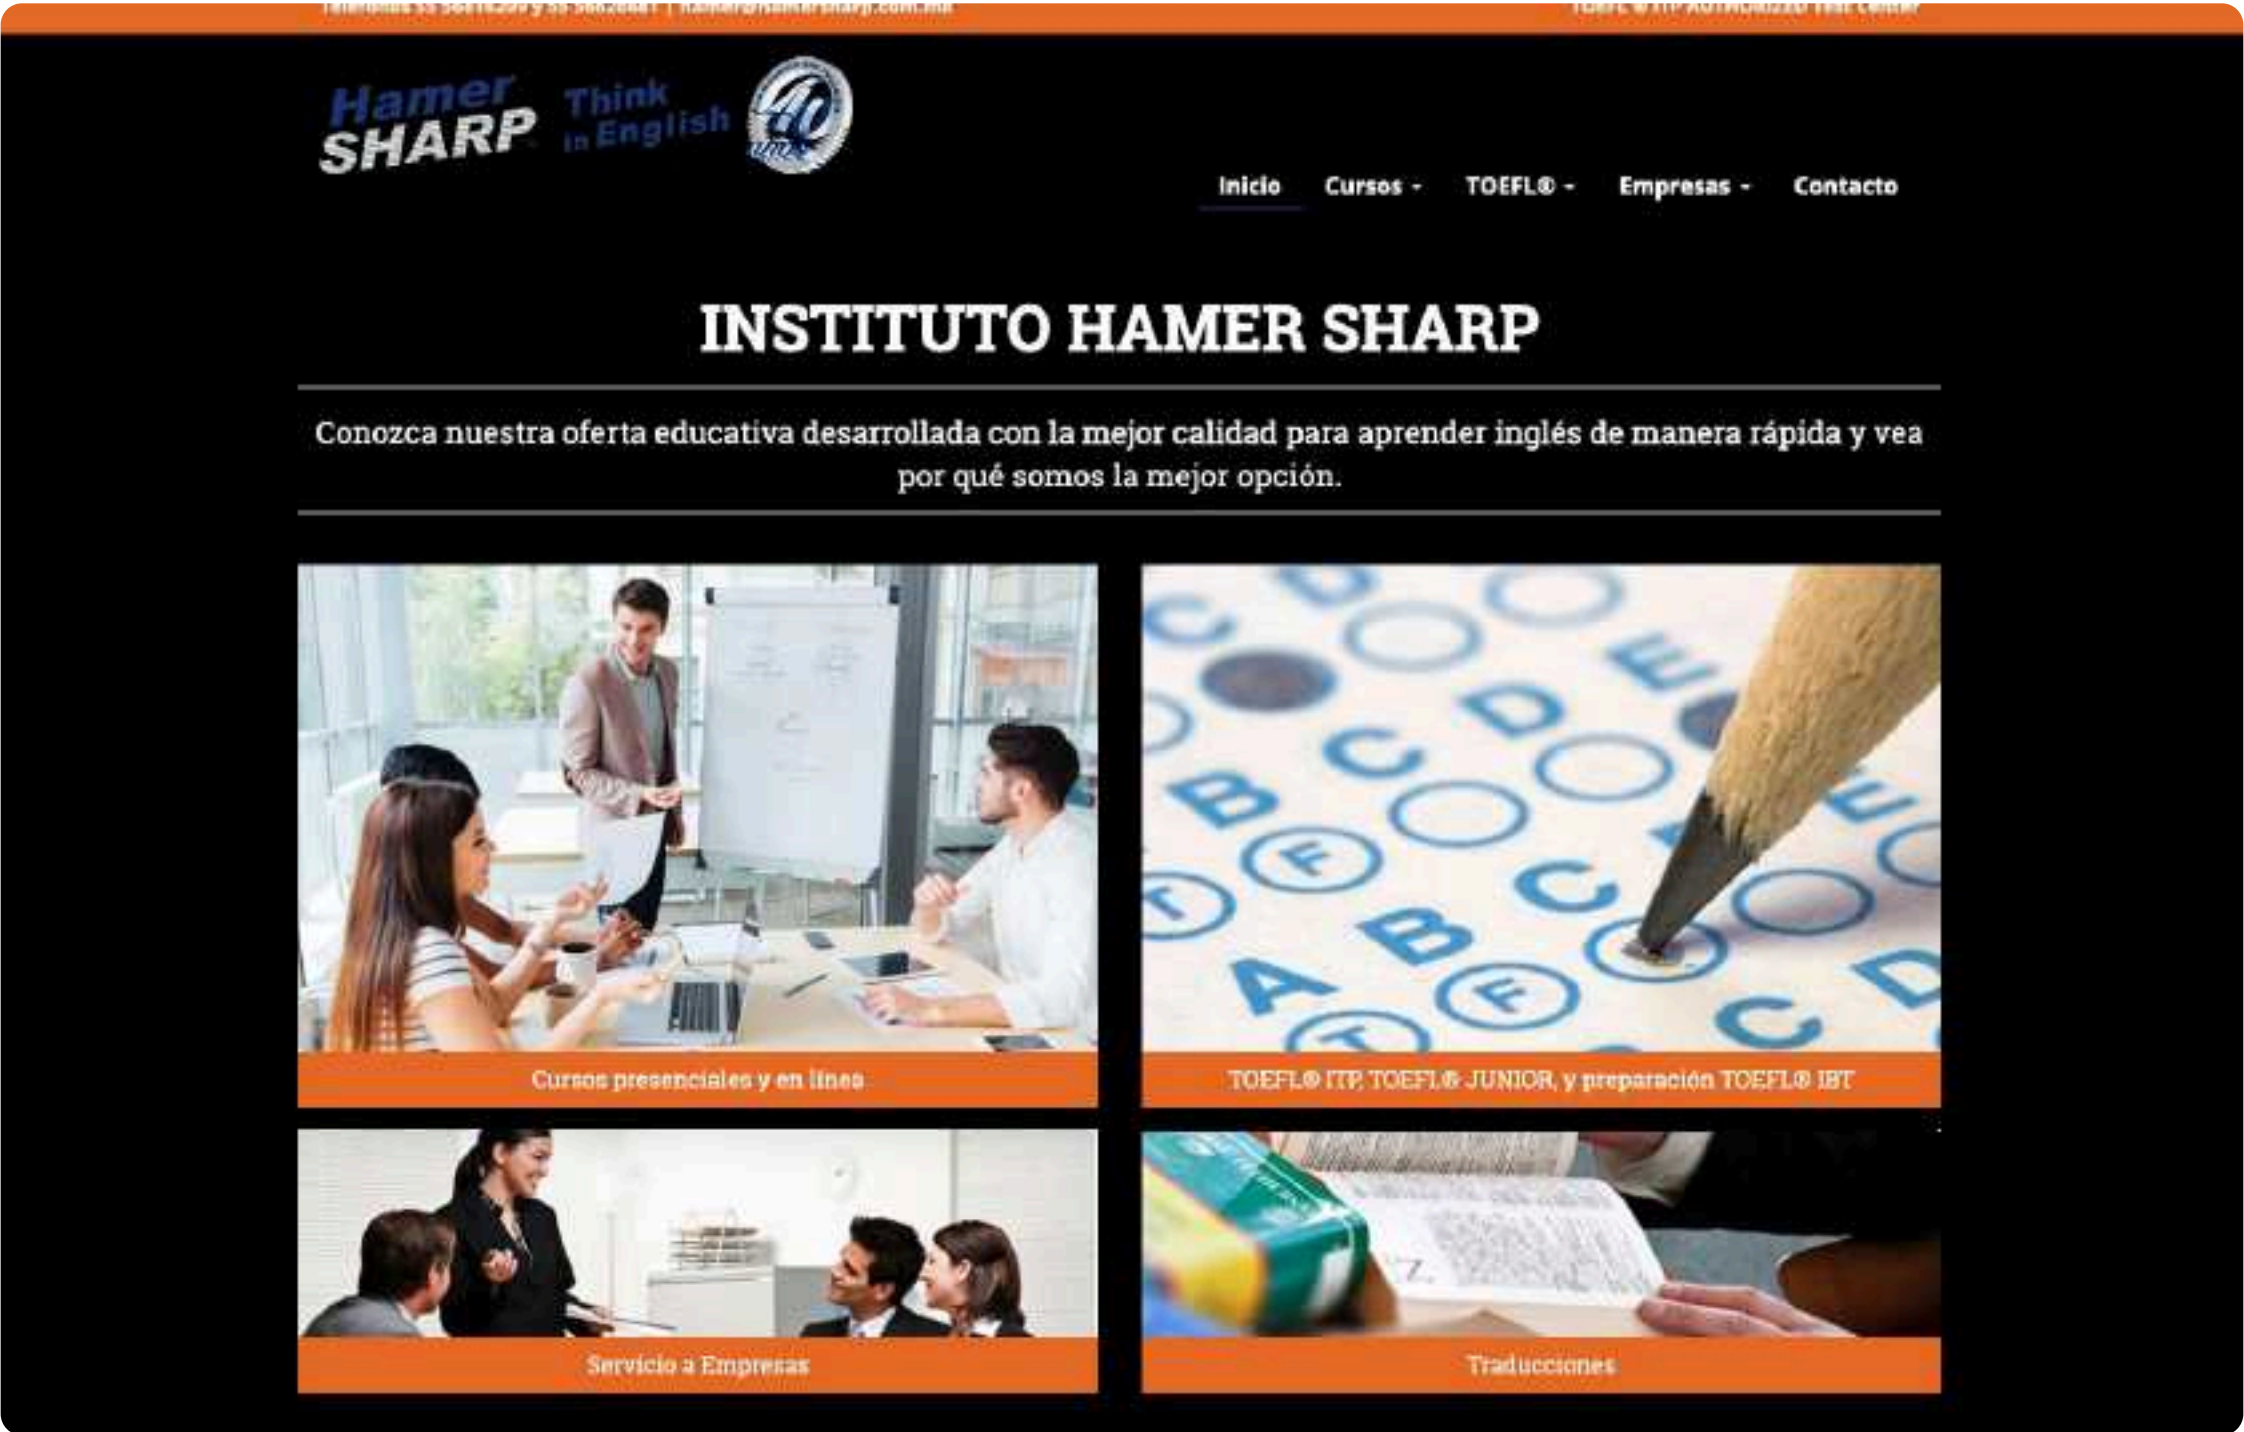 Hamer
SHARP
Think
in English
40
Inicio
Cursos
TOEFL®
Empresas
Contacto
INSTITUTO HAMER SHARP
Conozca nuestra oferta educativa desarrollada con la mejor calidad para aprender inglés de manera rápida y vea
por qué somos la mejor opción.
C D
E
D
C
B
E
F
C
T
B
A
F
D
T
C
Cursos presenciales y en línea
TOEFL® ITP, TOEFL® JUNIOR, y preparación TOEFL® IBT
Servicio a Empresas
Traducciones